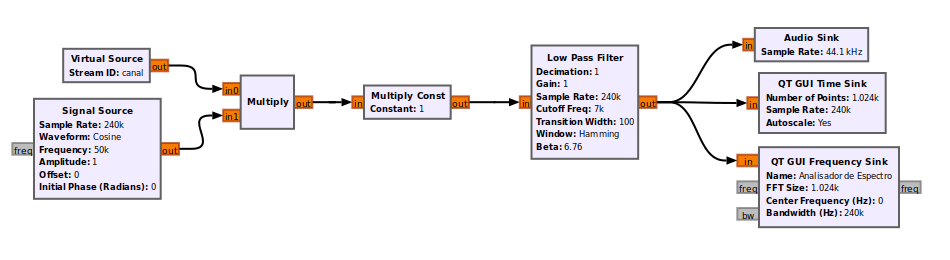 Virtual Source
Stream ID: canal
out
Signal Source
Sample Rate: 240k
Waveform: Cosine
Frequency: 50k
Amplitude: 1
Offset: 0
Initial Phase (Radians): 0
freq
out
in0
in1
Multiply
out
in
Multiply Const
Constant: 1
out
in
Low Pass Filter
Decimation: 1
Gain: 1
Sample Rate: 240k
Cutoff Freq: 7k
Transition Width: 100
Window: Hamming
Beta: 6.76
out
in
Audio Sink
Sample Rate: 44.1 kHz
in
QT GUI Time Sink
Number of Points: 1.024k
Sample Rate: 240k
Autoscale: Yes
in
freq
bw
QT GUI Frequency Sink
Name: Analisador de Espectro
FFT Size: 1.024k
Center Frequency (Hz): 0
Bandwidth (Hz): 240k
freq